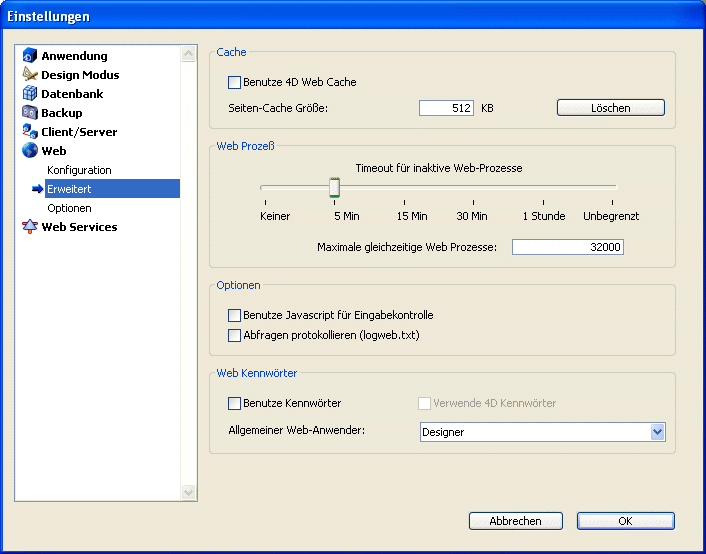 Einstellungen
Anwendung
Design Modus
Datenbank
Backup
Client/Server
Web
Konfiguration
Erweitert
Optionen
Web Services
Cache
Benutze 4D Web Cache
Seiten-Cache Größe: 512 KB Löschen
Web Prozeß
Timeout für inaktive Web-Prozesse
Keiner 5 Min 15 Min 30 Min 1 Stunde Unbegrenzt
Maximale gleichzeitige Web Prozesse: 32000
Optionen
Benutze Javascript für Eingabekontrolle
Abfragen protokollieren (logweb.txt)
Web Kennwörter
Benutze Kennwörter Verwende 4D Kennwörter
Allgemeiner Web-Anwender: Designer
Abbrechen OK